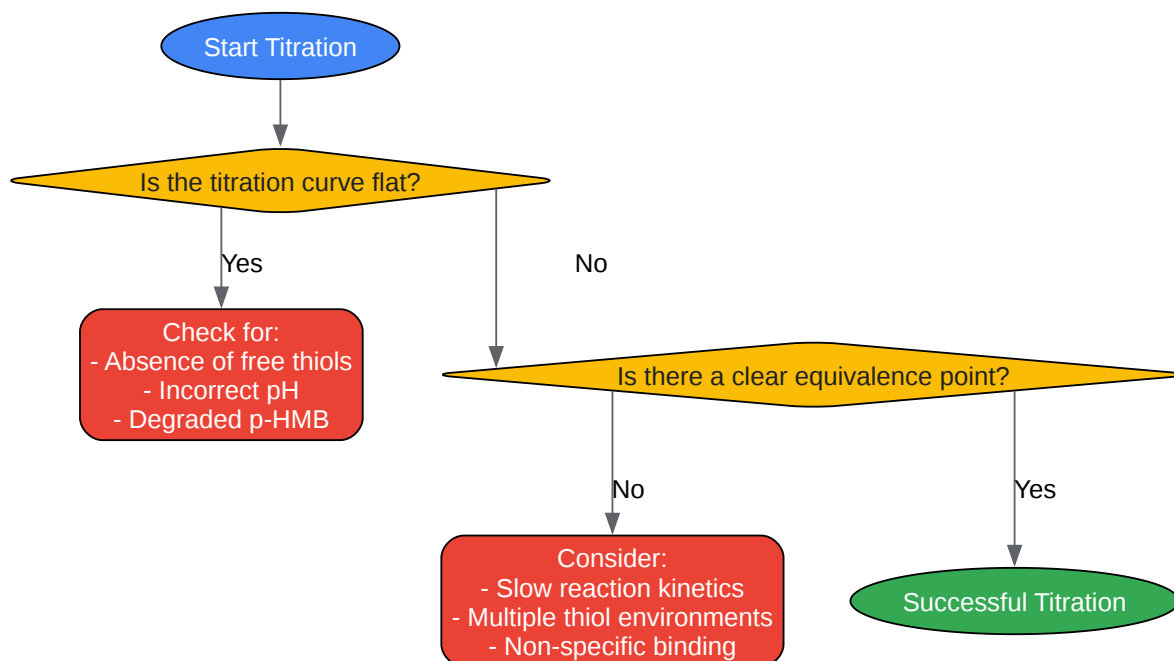 Start Titration
Is the titration curve flat?
Yes
No
Check for:
- Absence of free thiols
- Incorrect pH
- Degraded p-HMB
Is there a clear equivalence point?
No
Yes
Consider:
- Slow reaction kinetics
- Multiple thiol environments
- Non-specific binding
Successful Titration